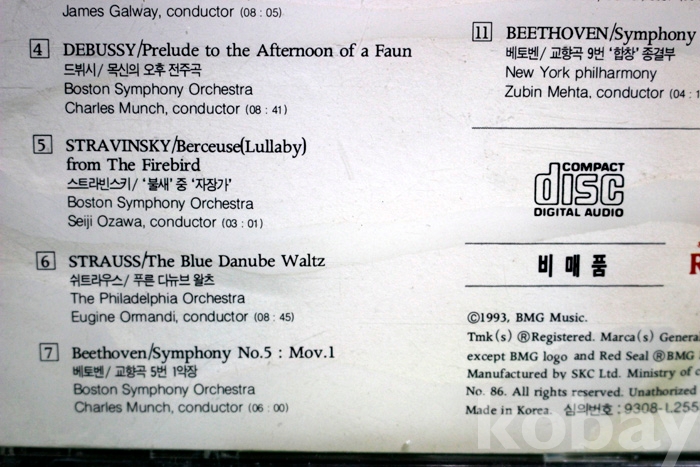 James Galway, conductor (08 : 05)
4 DEBUSSY/Prelude to the Afternoon of a Faun
드뷔시 / 목신의 오후 전주곡
Boston Symphony Orchestra
Charles Munch, conductor (08 : 41)
5 STRAVINSKY/Berceuse(Lullaby)
from The Firebird
스트라빈스키 / '불새' 중 '자장가'
Boston Symphony Orchestra
Seiji Ozawa, conductor (03 : 01)
6 STRAUSS/The Blue Danube Waltz
쉬트라우스 / 푸른 다뉴브 왈츠
The Philadelphia Orchestra
Eugine Ormandi, conductor (08 : 45)
7 Beethoven/Symphony No.5 : Mov.1
베토벤 / 교향곡 5번 1악장
Boston Symphony Orchestra
Charles Munch, conductor (06 : 00)
11 BEETHOVEN/Symphony
베토벤 / 교향곡 9번 '합창' 종결부
New York philharmony
Zubin Mehta, conductor (04 : 1
COMPACT
disc
DIGITAL AUDIO
비 매 품
R
©1993, BMG Music.
Tmk(s) ®Registered. Marca(s) General
except BMG logo and Red Seal ®BMG
Manufactured by SKC Ltd. Ministry of c
No. 86. All rights reserved. Unathorized
Made in Korea. 심의번호 : 9308-L255
kobay